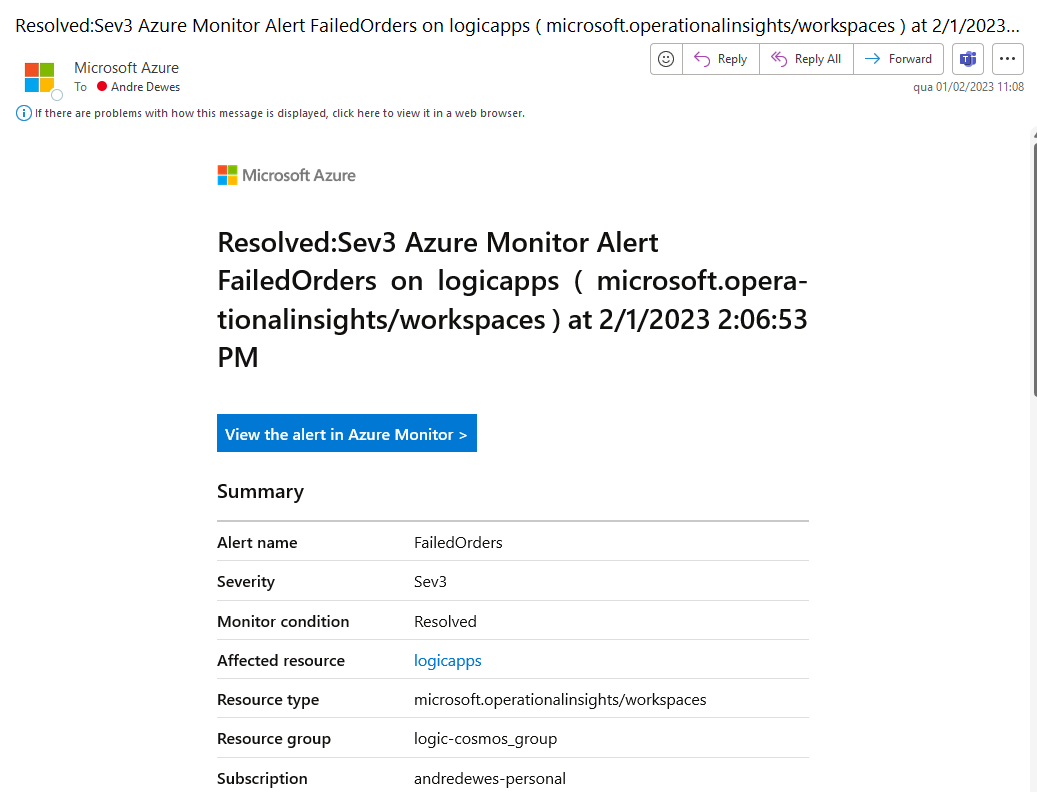 Resolved:Sev3 Azure Monitor Alert FailedOrders on logicapps ( microsoft.operationalinsights/workspaces ) at 2/1/2023...
Microsoft Azure
To Andre Dewes
Reply
Reply All
Forward
qua 01/02/2023 11:08
If there are problems with how this message is displayed, click here to view it in a web browser.
Microsoft Azure
Resolved:Sev3 Azure Monitor Alert
FailedOrders on logicapps ( microsoft.opera-
tionalinsights/workspaces ) at 2/1/2023 2:06:53
PM
View the alert in Azure Monitor >
Summary
Alert name FailedOrders
Severity Sev3
Monitor condition Resolved
Affected resource logicapps
Resource type microsoft.operationalinsights/workspaces
Resource group logic-cosmos_group
Subscription andredewes-personal